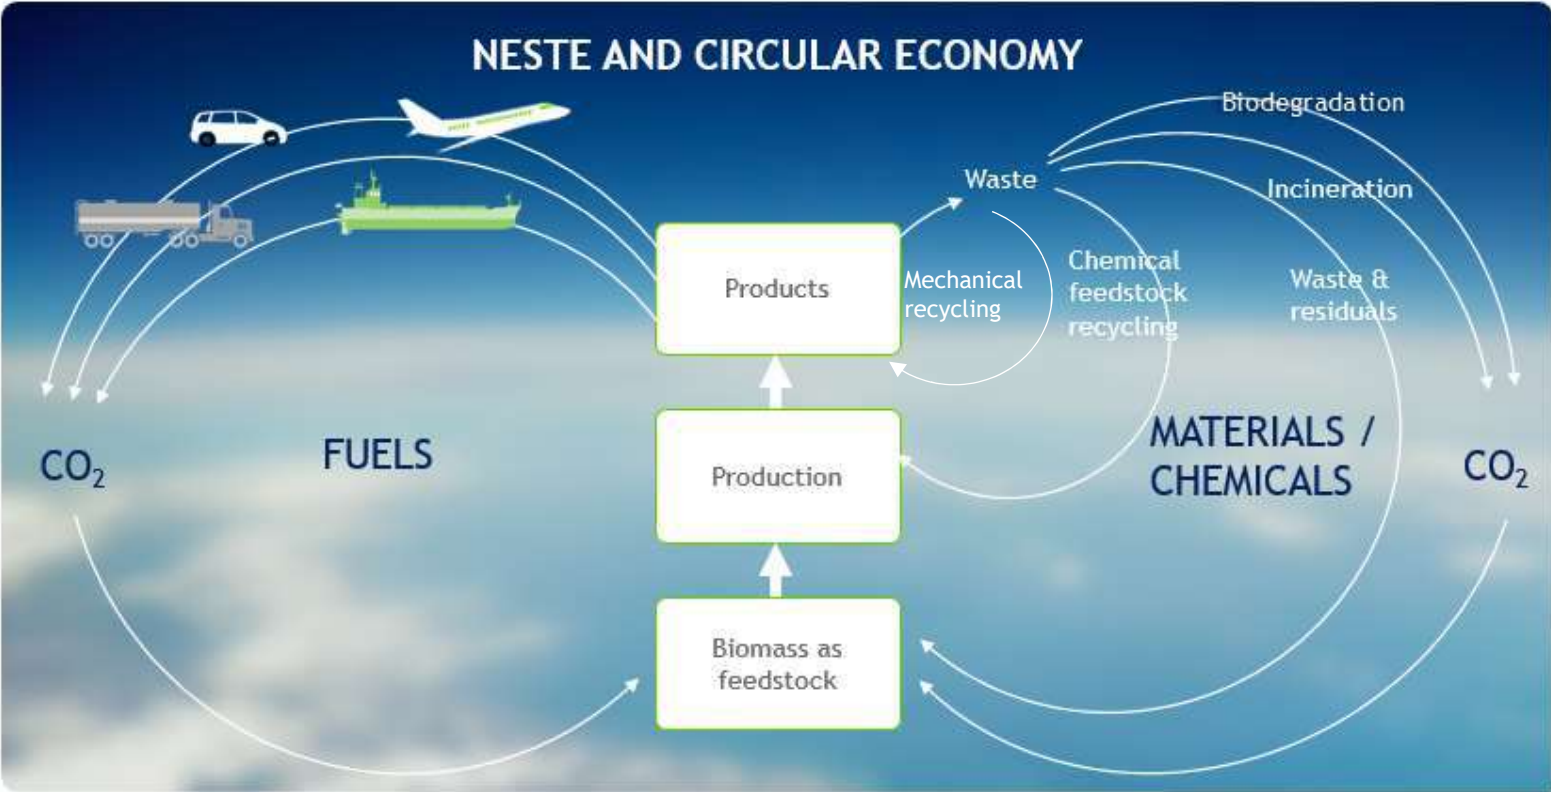 NESTE AND CIRCULAR ECONOMY
Biodegradation
Waste
Incineration
Products
Mechanical
recycling
Chemical
feedstock
recycling
Waste &
residuals
CO₂
FUELS
Production
MATERIALS /
CHEMICALS
CO₂
Biomass as
feedstock